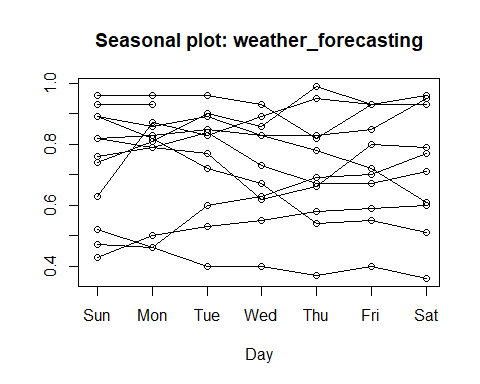 Seasonal plot: weather_forecasting
1.0
0.8
0.6
0.4
Sun Mon Tue Wed Thu Fri Sat
Day